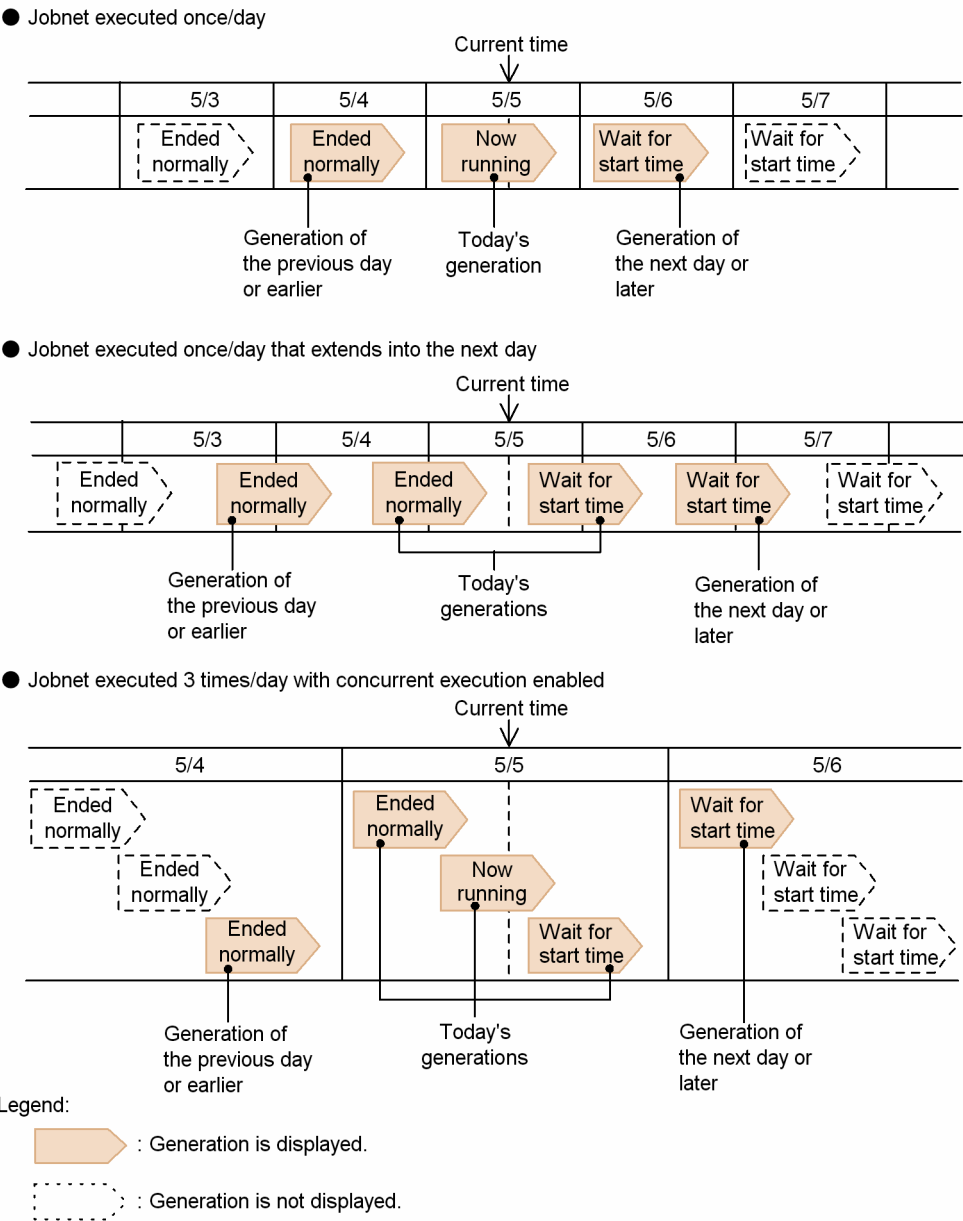 ● Jobnet executed once/day
Current time
5/3 5/4 5/5 5/6 5/7
Ended Ended Now Wait for Wait for
normally normally running start time start time
Generation of Today's Generation of
the previous day generation the next day or
or earlier later
● Jobnet executed once/day that extends into the next day
Current time
5/3 5/4 5/5 5/6 5/7
Ended Ended Ended Wait for Wait for Wait for
normally normally normally start time start time start time
Generation of Today's Generation of
the previous day generations the next day or
or earlier later
● Jobnet executed 3 times/day with concurrent execution enabled
Current time
5/4 5/5 5/6
Ended Ended Wait for
normally normally start time
Ended Now Wait for
normally running start time
Ended Wait for Wait for
normally start time start time
Generation of Today's Generation of
the previous day generations the next day or
or earlier later
Legend:
: Generation is displayed.
: Generation is not displayed.